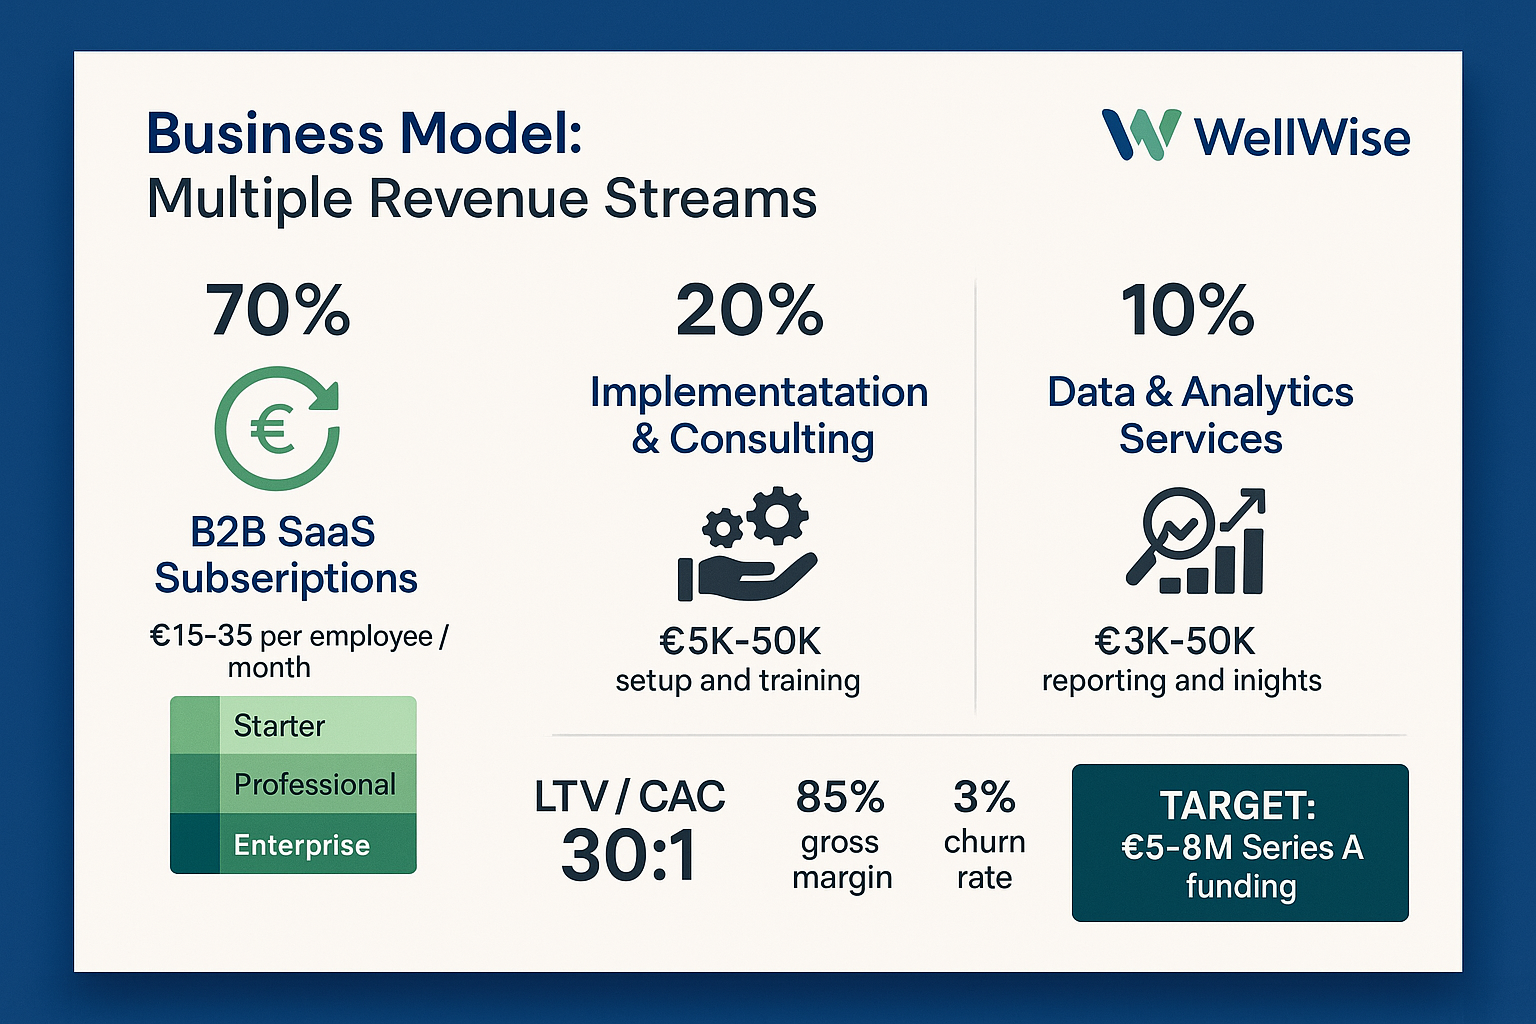 Business Model:
Multiple Revenue Streams
WellWise
70%
B2B SaaS
Subseriptions
€15-35 per employee /
month
Starter
Professional
Enterprise
20%
Implementatation
& Consulting
€5K-50K
setup and training
10%
Data & Analytics
Services
€3K-50K
reporting and inights
LTV / CAC
30:1
85%
gross
margin
3%
churn
rate
TARGET:
€5-8M Series A
funding